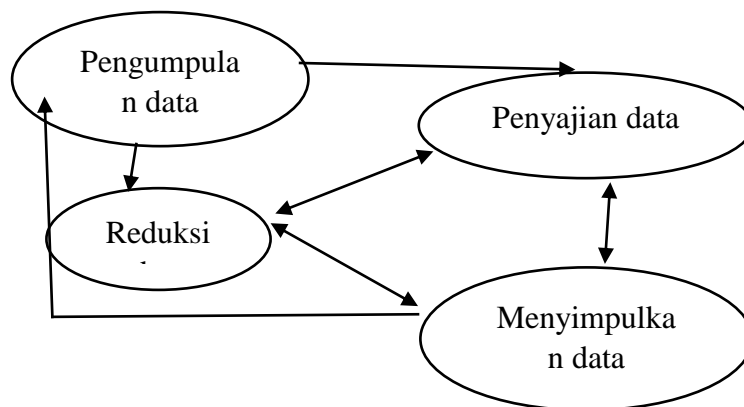 Pengumpula
n data
Penyajian data
Reduksi
Menyimpulka
n data